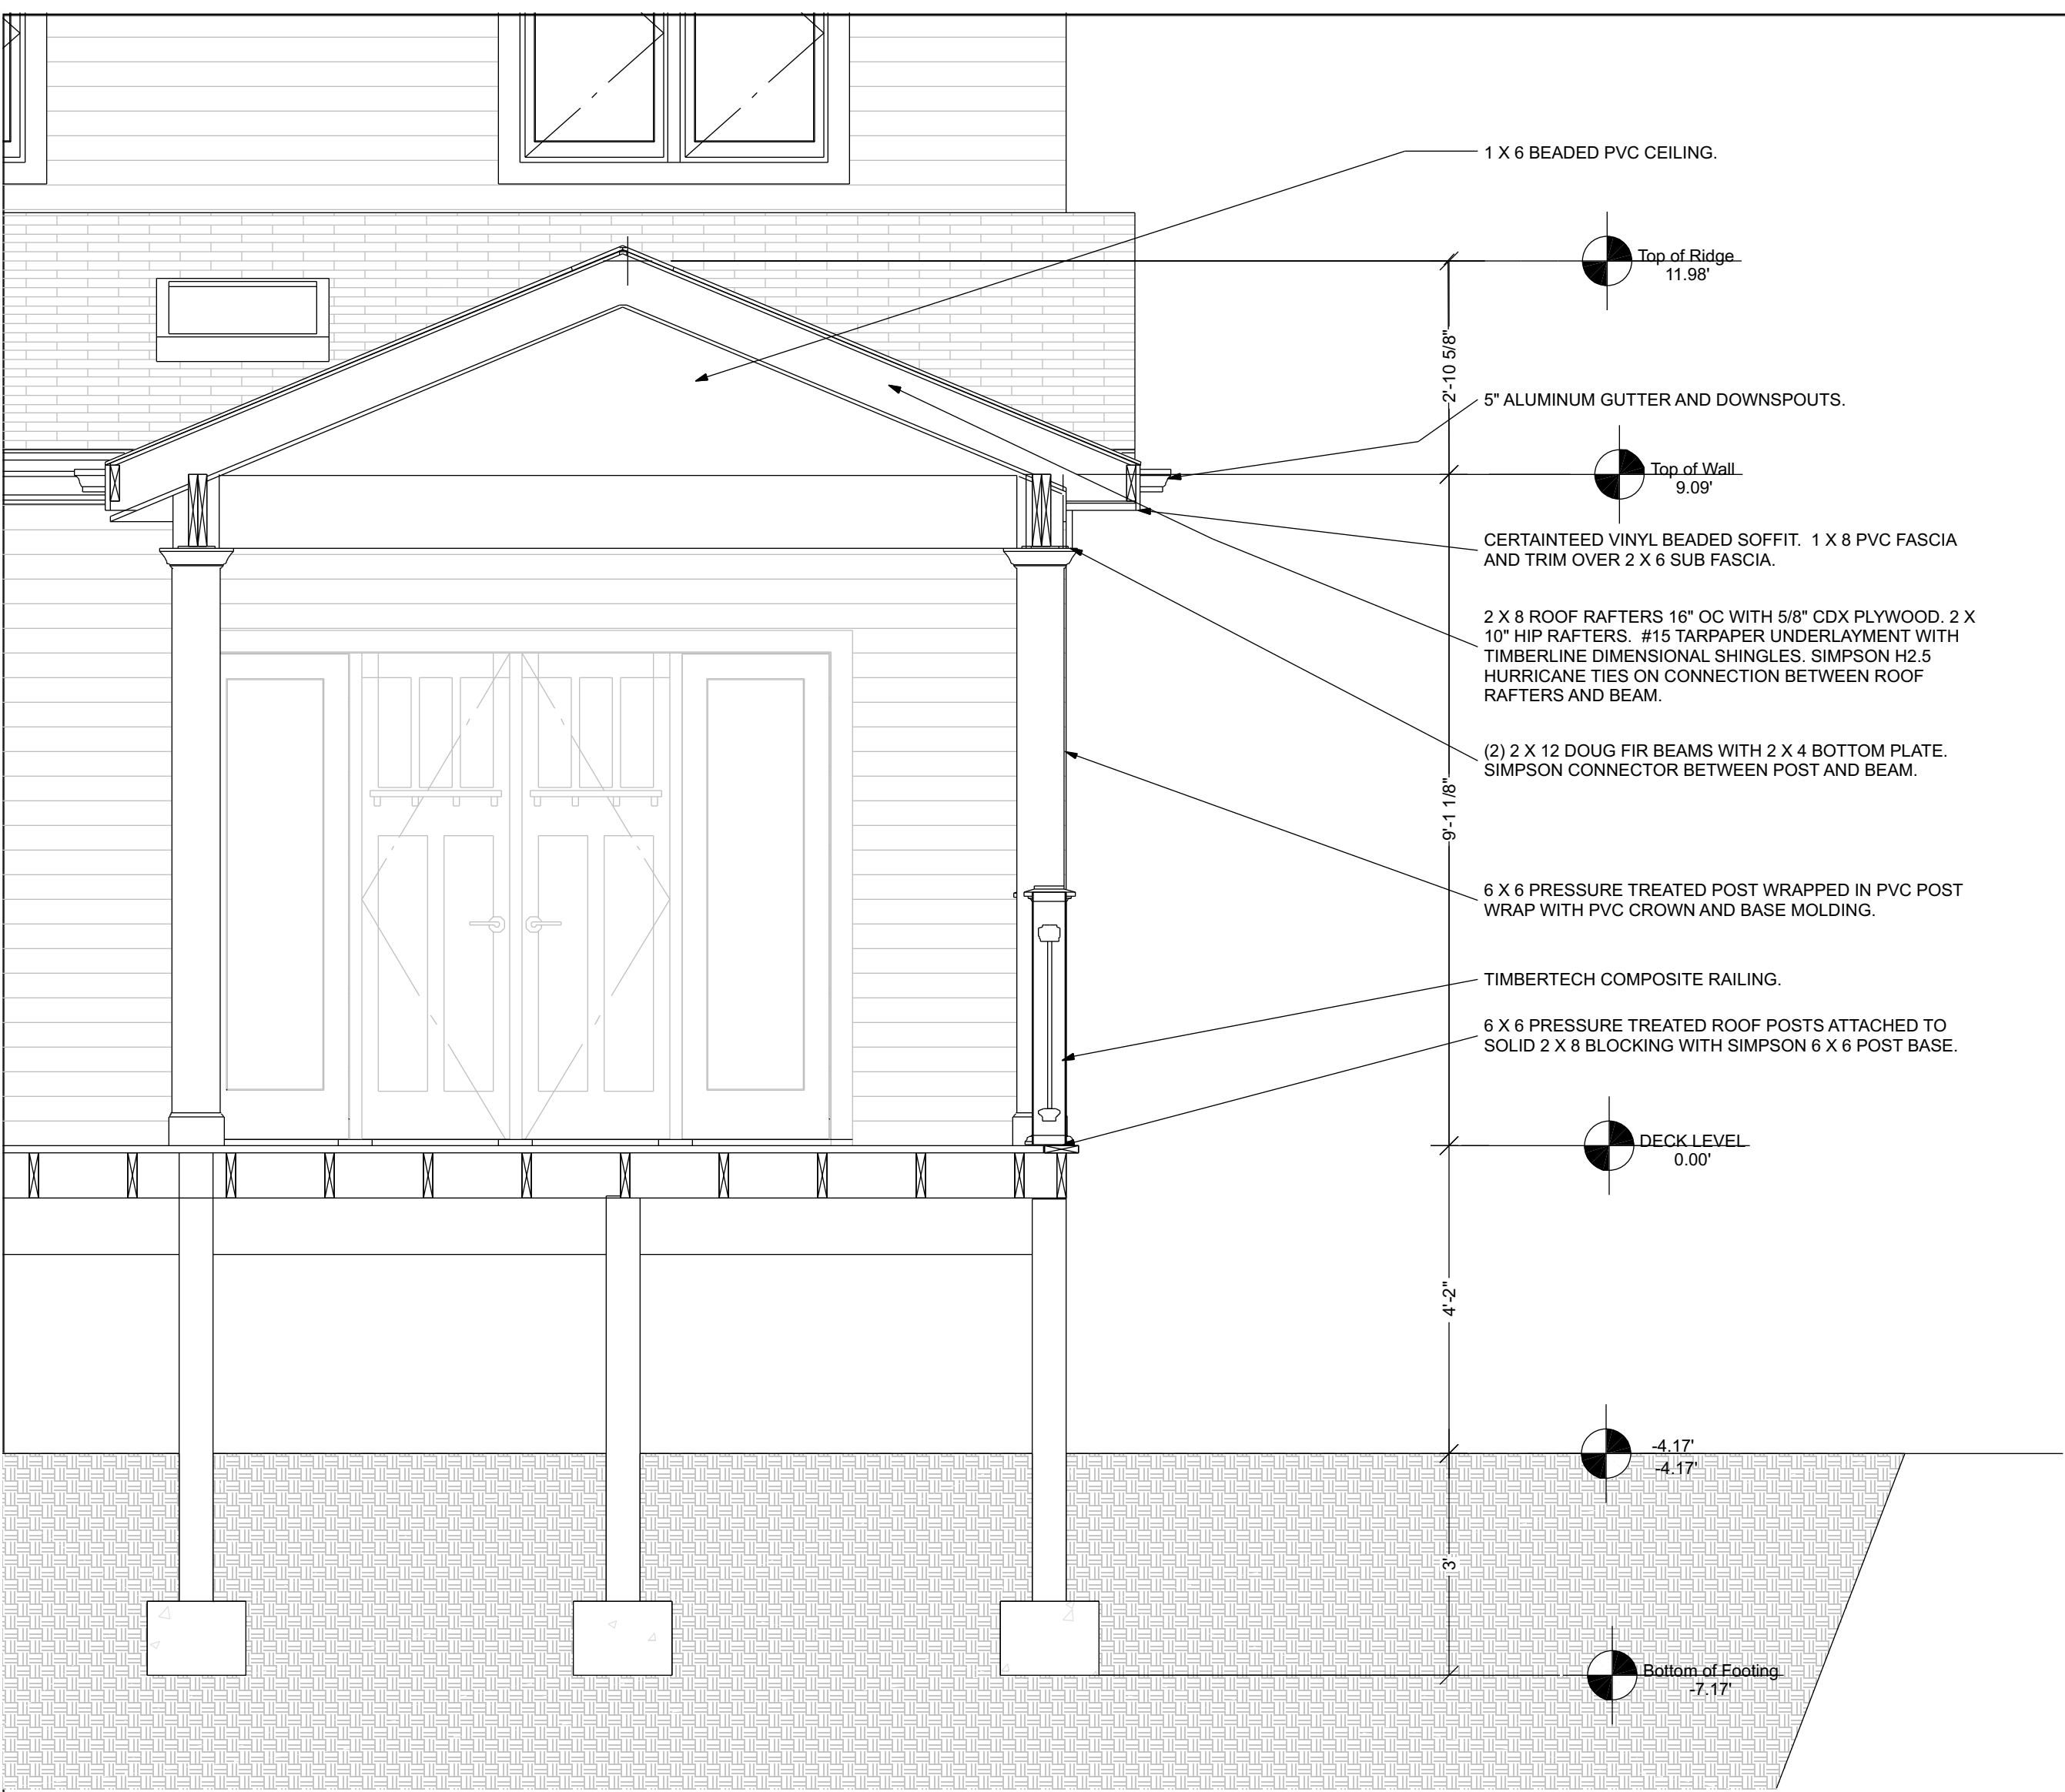 1 X 6 BEADED PVC CEILING.
Top of Ridge
11.98'
2'-10 5/8"
5" ALUMINUM GUTTER AND DOWNSPOUTS.
Top of Wall
9.09'
CERTAINTEED VINYL BEADED SOFFIT. 1 X 8 PVC FASCIA
AND TRIM OVER 2 X 6 SUB FASCIA.
2 X 8 ROOF RAFTERS 16" OC WITH 5/8" CDX PLYWOOD. 2 X
10" HIP RAFTERS. #15 TARPAPER UNDERLAYMENT WITH
TIMBERLINE DIMENSIONAL SHINGLES. SIMPSON H2.5
HURRICANE TIES ON CONNECTION BETWEEN ROOF
RAFTERS AND BEAM.
(2) 2 X 12 DOUG FIR BEAMS WITH 2 X 4 BOTTOM PLATE.
SIMPSON CONNECTOR BETWEEN POST AND BEAM.
9'-1 1/8"
6 X 6 PRESSURE TREATED POST WRAPPED IN PVC POST
WRAP WITH PVC CROWN AND BASE MOLDING.
TIMBERTECH COMPOSITE RAILING.
6 X 6 PRESSURE TREATED ROOF POSTS ATTACHED TO
SOLID 2 X 8 BLOCKING WITH SIMPSON 6 X 6 POST BASE.
DECK LEVEL
0.00'
4'-2"
-4.17'
-4.17'
3'
Bottom of Footing
-7.17'